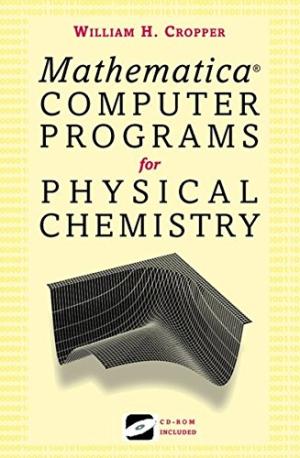 WILLIAM H. CROPPER
Mathematica®
COMPUTER
PROGRAMS
for
PHYSICAL
CHEMISTRY
CD-ROM
INCLUDED